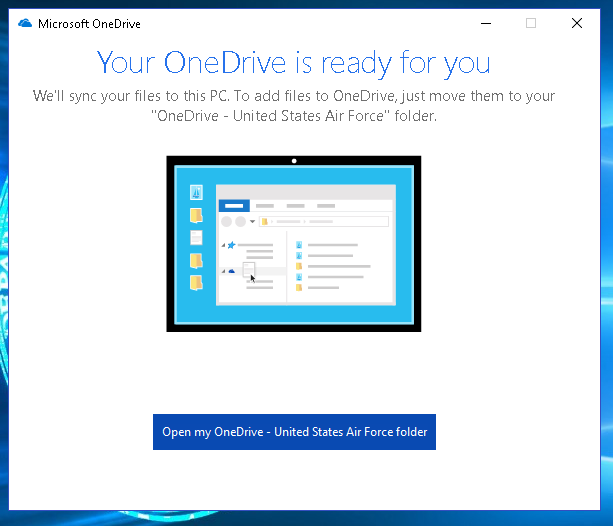 Microsoft OneDrive
Your OneDrive is ready for you
We'll sync your files to this PC. To add files to OneDrive, just move them to your
"OneDrive - United States Air Force" folder.
Open my OneDrive - United States Air Force folder